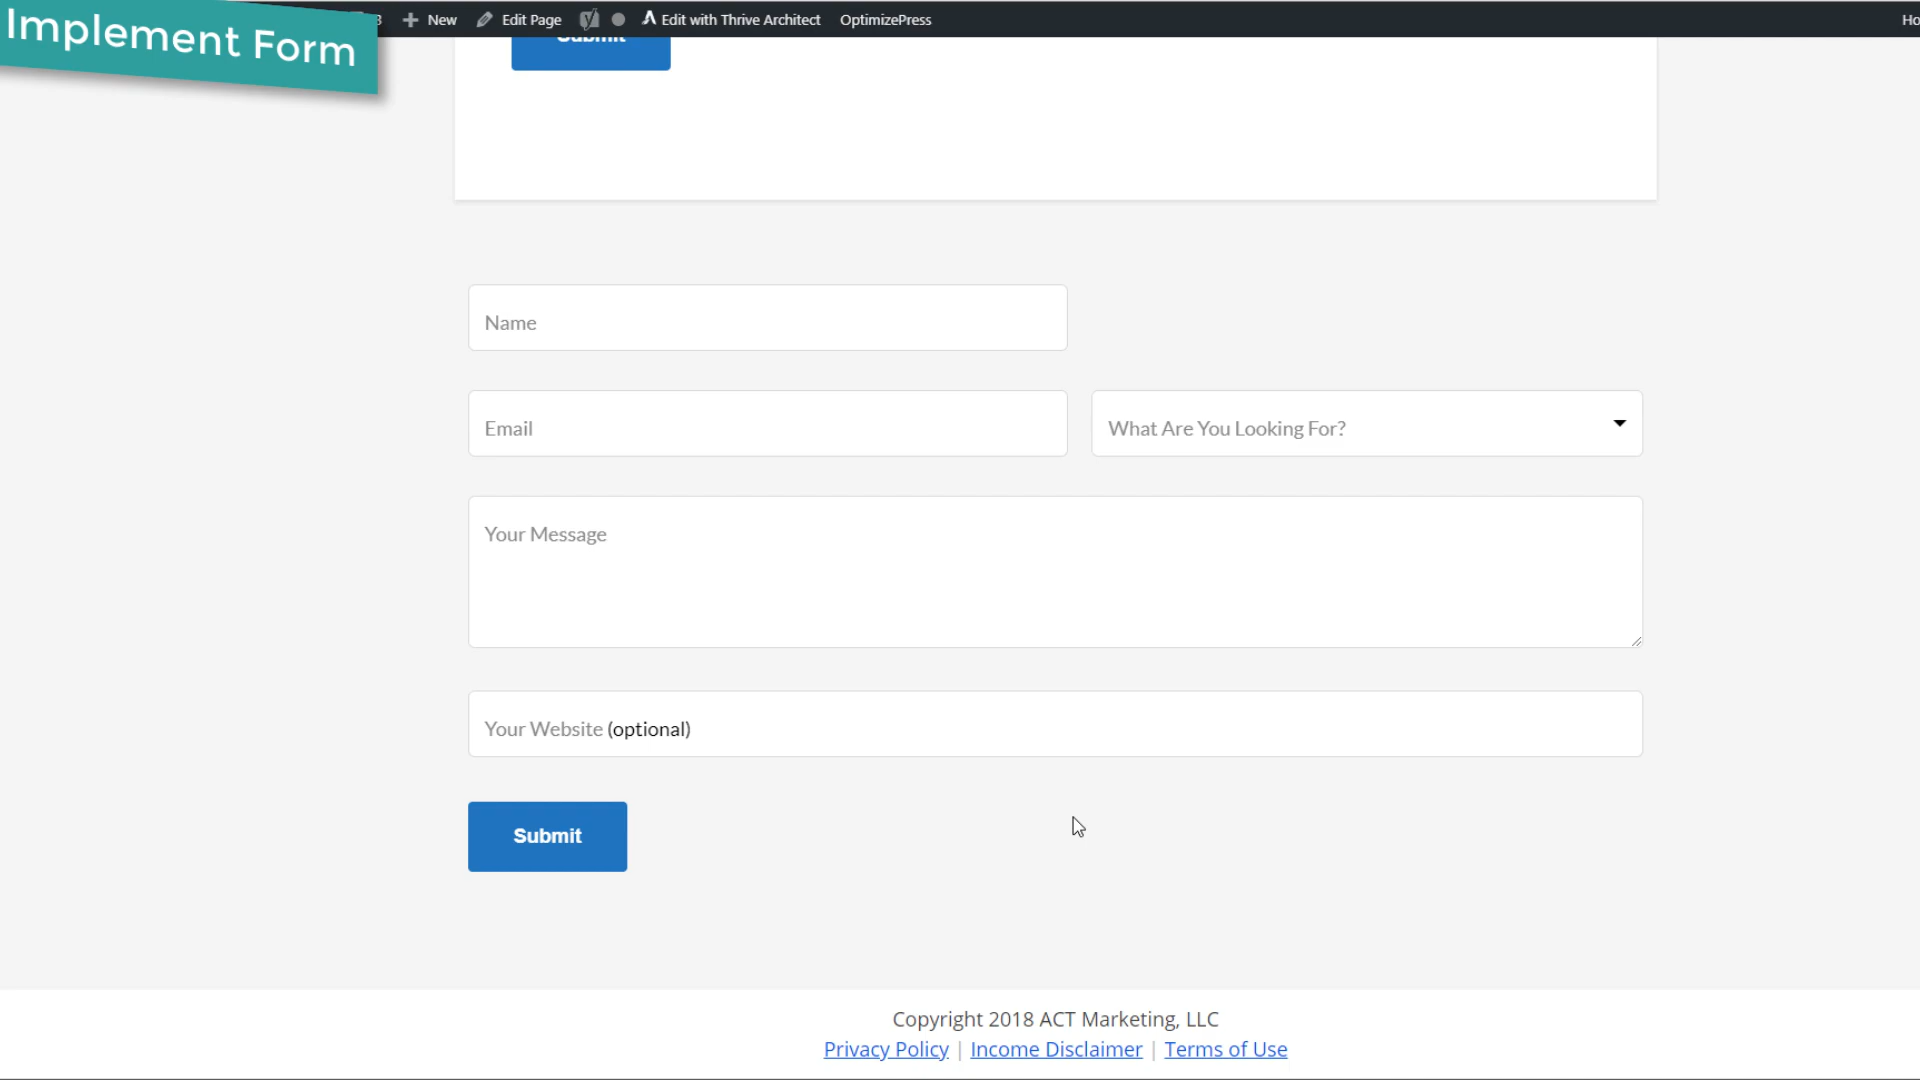 Implement Form
3 New Edit Page Edit with Thrive Architect OptimizePress
Submit
Name
Email
What Are You Looking For?
Your Message
Your Website (optional)
Submit
Copyright 2018 ACT Marketing, LLC
Privacy Policy | Income Disclaimer | Terms of Use